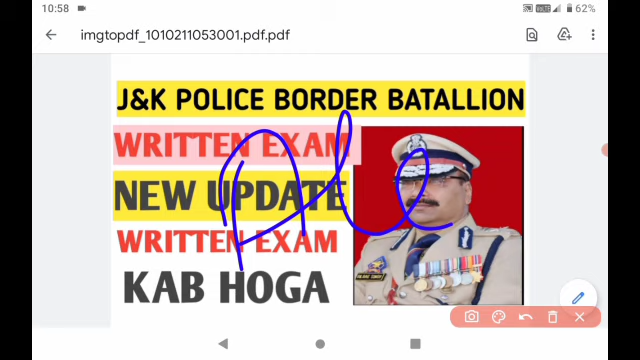 10:58
62%
imgtopdf_1010211053001.pdf.pdf
J&K POLICE BORDER BATALLION
WRITTEN EXAM
NEW UPDATE
WRITTEN EXAM
KAB HOGA